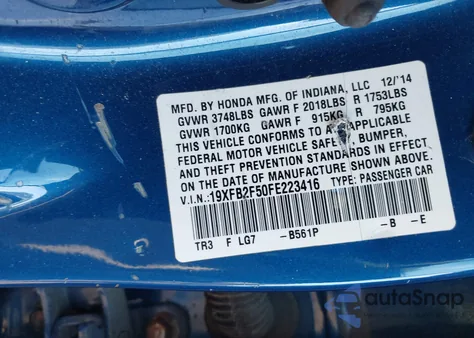 MFD. BY HONDA MFG. OF INDIANA, LLC 12/'14
GVWR 3748LBS GAWR F 2018LBS R 1753LBS
GVWR 1700KG GAWR F 915KG R 795KG
THIS VEHICLE CONFORMS TO ALL APPLICABLE
FEDERAL MOTOR VEHICLE SAFETY, BUMPER,
AND THEFT PREVENTION STANDARDS IN EFFECT
ON THE DATE OF MANUFACTURE SHOWN ABOVE.
V.I.N.: 19XFB2F50FE223416 TYPE: PASSENGER CAR
TR3 F LG7 -B561P -B -E
autoSnap